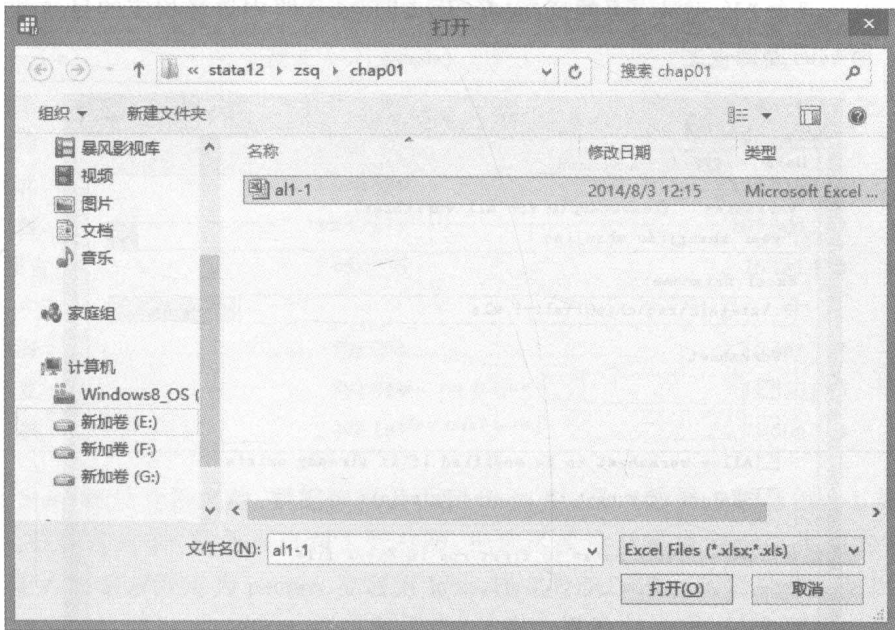 打开
« stata12 › zsq › chap01
搜索 chap01
组织
新建文件夹
名称
修改日期
类型
暴风影视库
视频
图片
文档
音乐
家庭组
计算机
Windows8_OS (
新加卷 (E:)
新加卷 (F:)
新加卷 (G:)
al1-1
2014/8/3 12:15
Microsoft Excel ...
文件名(N): al1-1
Excel Files (*.xlsx;*.xls)
打开(O)
取消